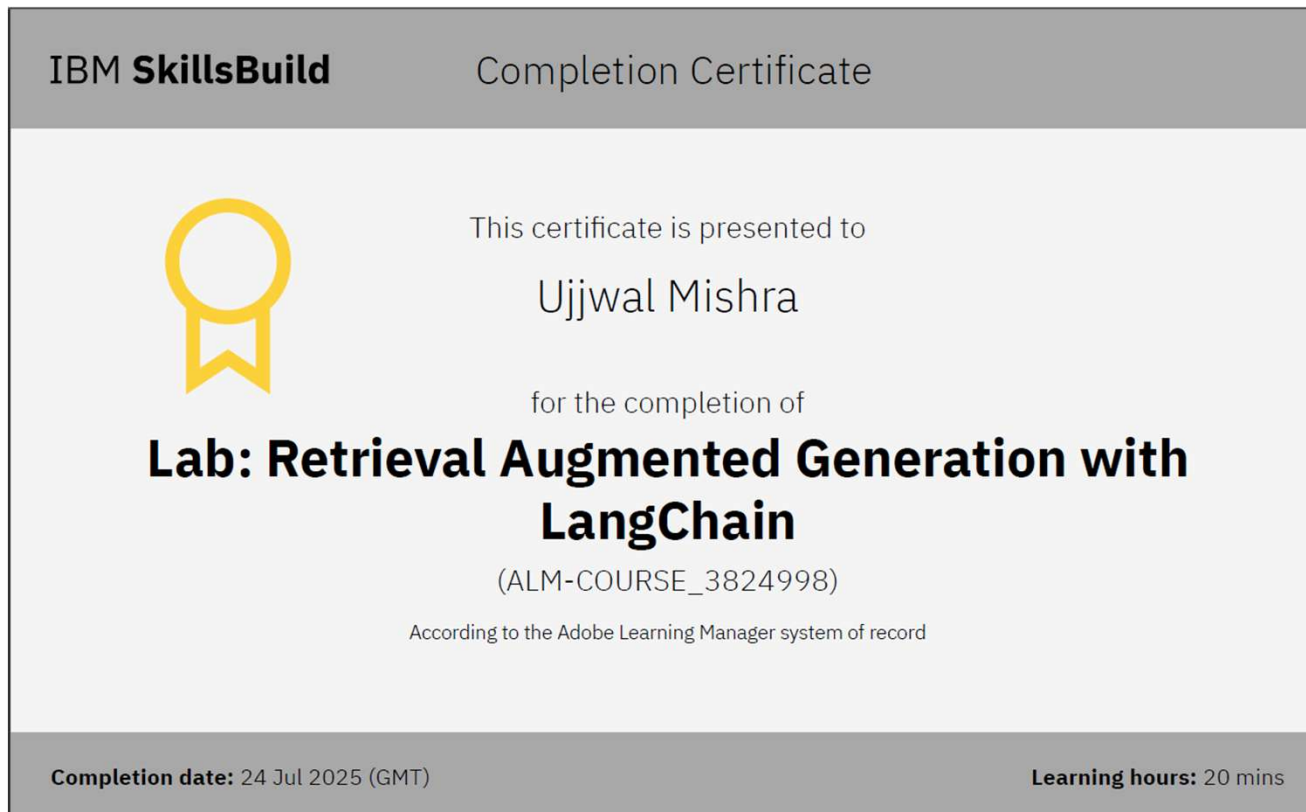 IBM SkillsBuild
Completion Certificate
This certificate is presented to
Ujjwal Mishra
for the completion of
Lab: Retrieval Augmented Generation with
LangChain
(ALM-COURSE_3824998)
According to the Adobe Learning Manager system of record
Completion date: 24 Jul 2025 (GMT)
Learning hours: 20 mins